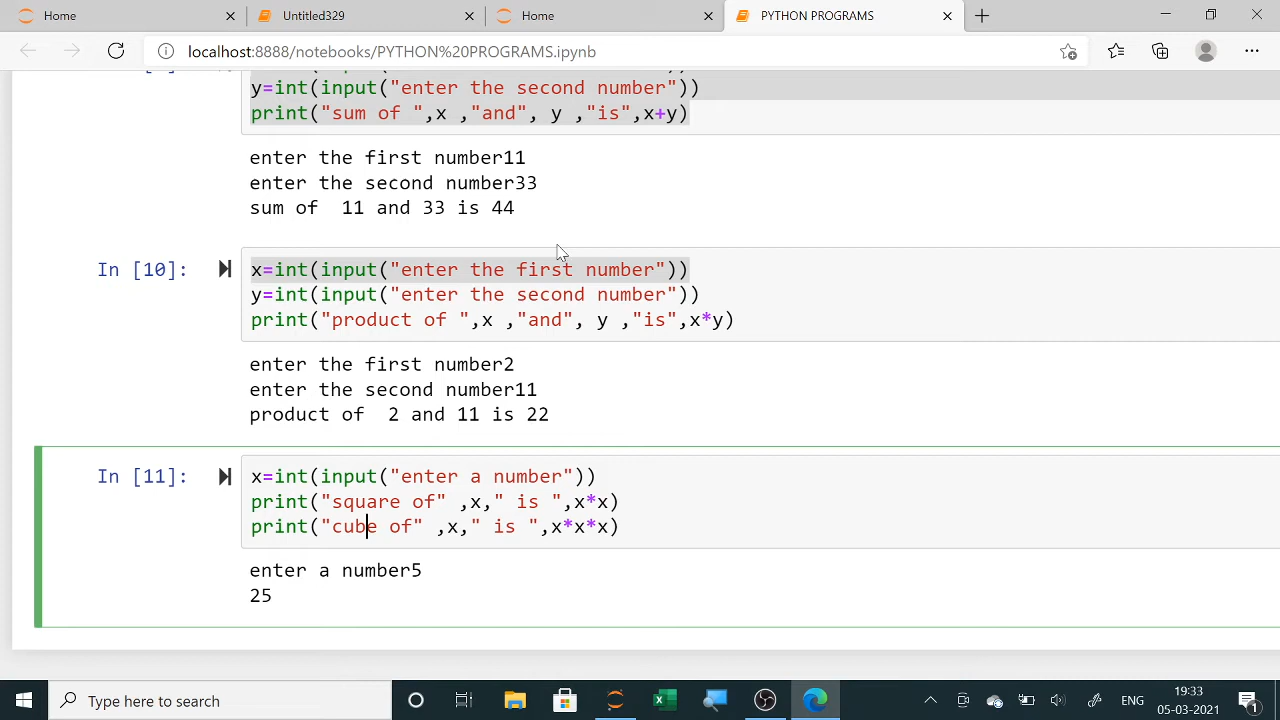 Home
Untitled329
Home
PYTHON PROGRAMS
localhost:8888/notebooks/PYTHON%20PROGRAMS.ipynb
y=int(input("enter the second number"))
print("sum of ",x ,"and", y ,"is",x+y)
enter the first number11
enter the second number33
sum of  11 and 33 is 44
In [10]:
x=int(input("enter the first number"))
y=int(input("enter the second number"))
print("product of ",x ,"and", y ,"is",x*y)
enter the first number2
enter the second number11
product of  2 and 11 is 22
In [11]:
x=int(input("enter a number"))
print("square of" ,x," is ",x*x)
print("cube of" ,x," is ",x*x*x)
enter a number5
25
Type here to search
ENG
19:33
05-03-2021
1